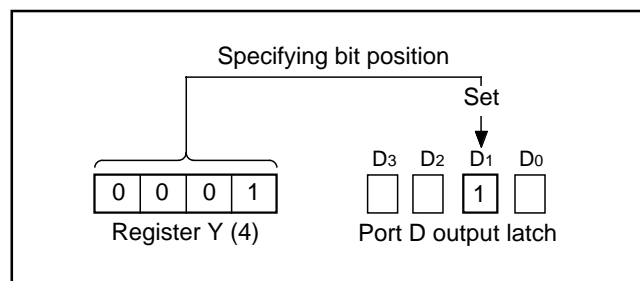 Specifying bit position
Set
D3 D2 D1 D0
0 0 0 1 1
Register Y (4) Port D output latch